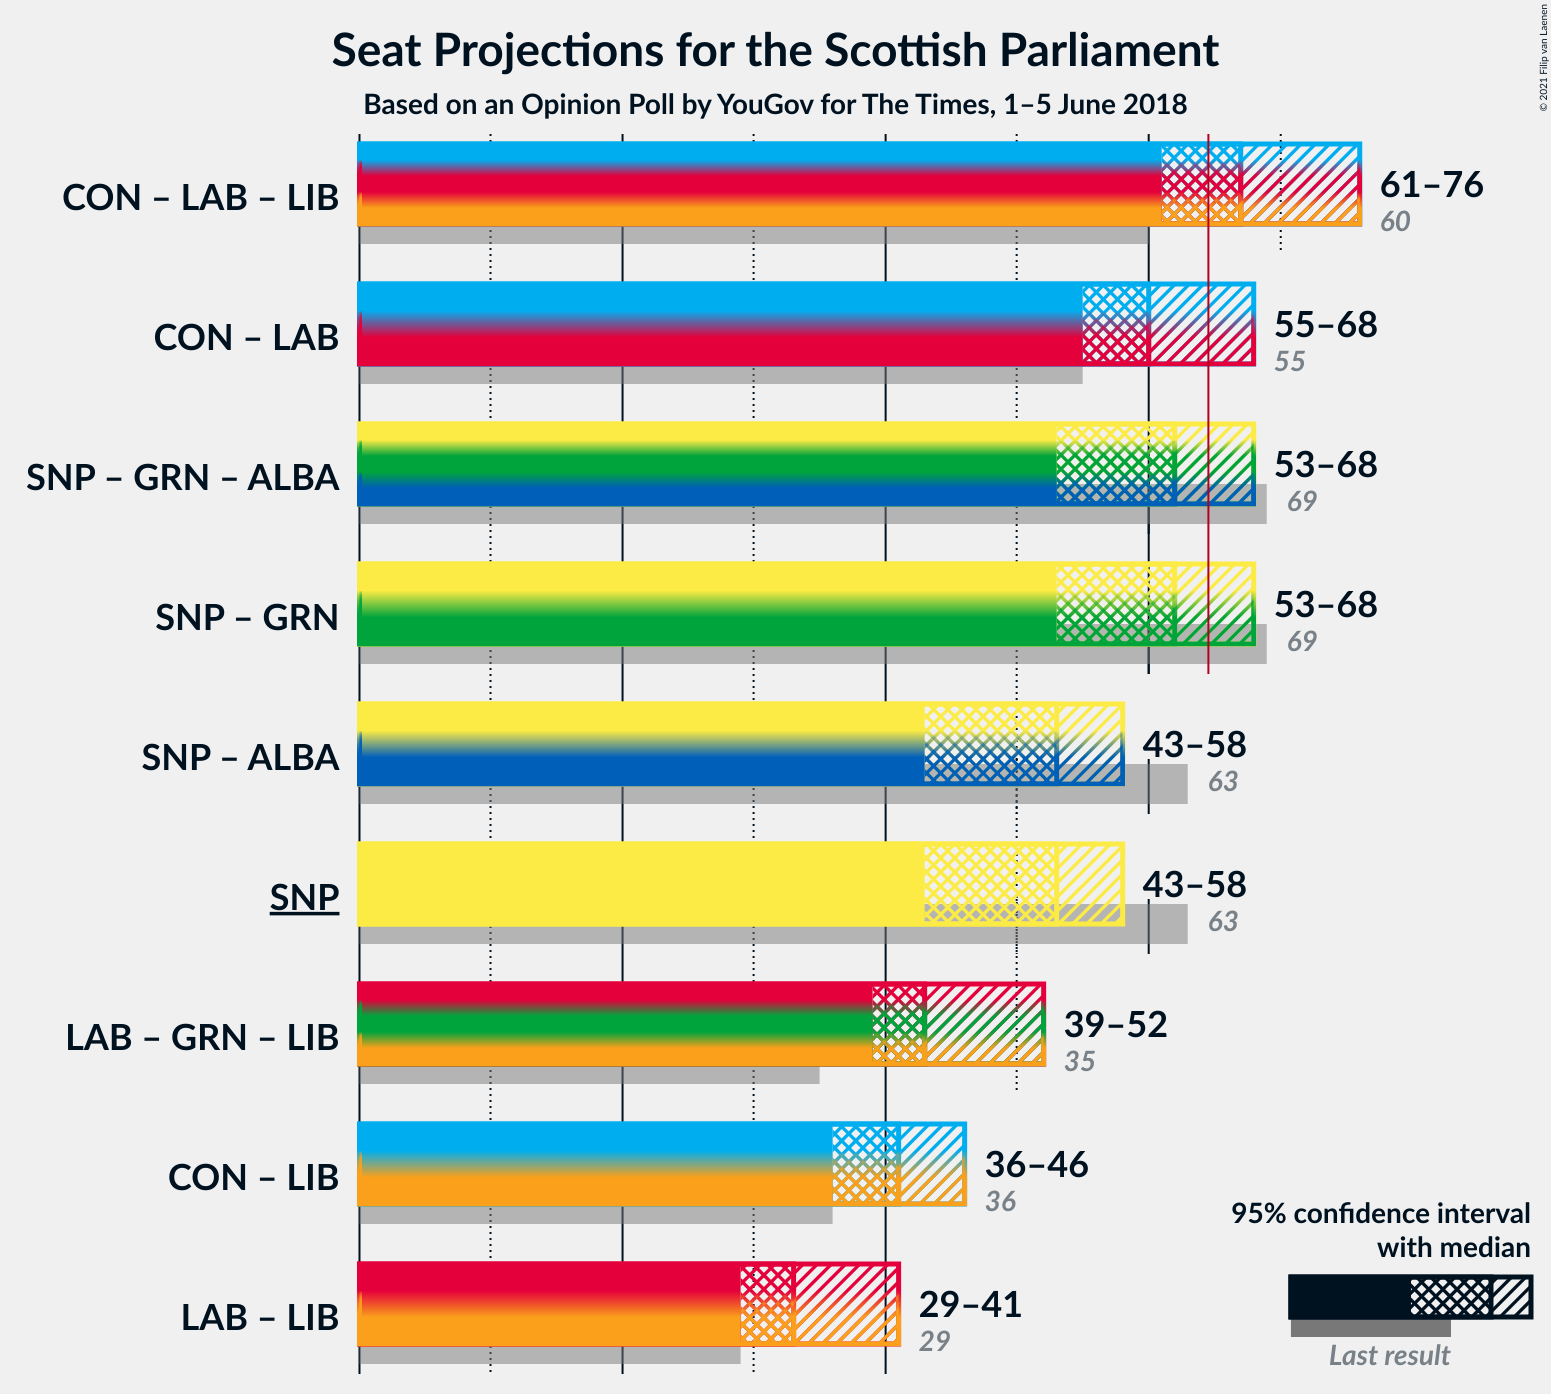 Seat Projections for the Scottish Parliament
Based on an Opinion Poll by YouGov for The Times, 1–5 June 2018
© 2021 Filip van Laenen
CON – LAB – LIB
61–76
60
CON – LAB
55–68
55
SNP – GRN – ALBA
53–68
69
SNP – GRN
53–68
69
SNP – ALBA
43–58
63
SNP
43–58
63
LAB – GRN – LIB
39–52
35
CON – LIB
36–46
36
LAB – LIB
29–41
29
95% confidence interval
with median
Last result